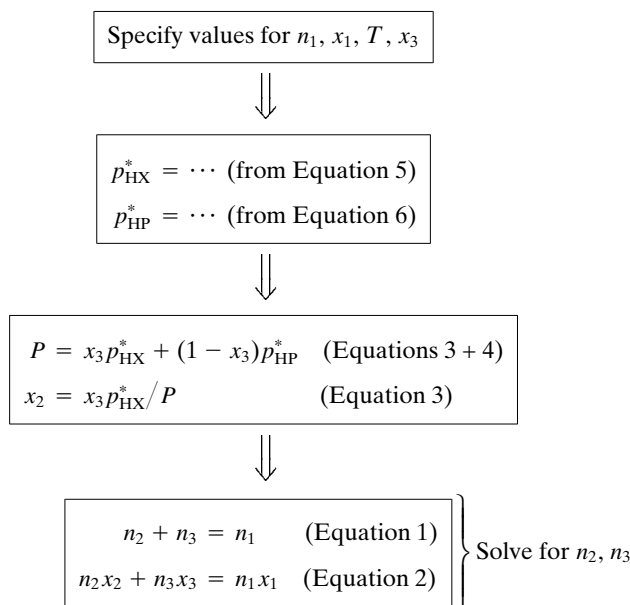 Specify values for n₁, x₁, T, x₃
p*HX = ⋯ (from Equation 5)
p*HP = ⋯ (from Equation 6)
P = x₃p*HX + (1 − x₃)p*HP (Equations 3 + 4)
x₂ = x₃p*HX/P (Equation 3)
n₂ + n₃ = n₁ (Equation 1)
n₂x₂ + n₃x₃ = n₁x₁ (Equation 2)
Solve for n₂, n₃